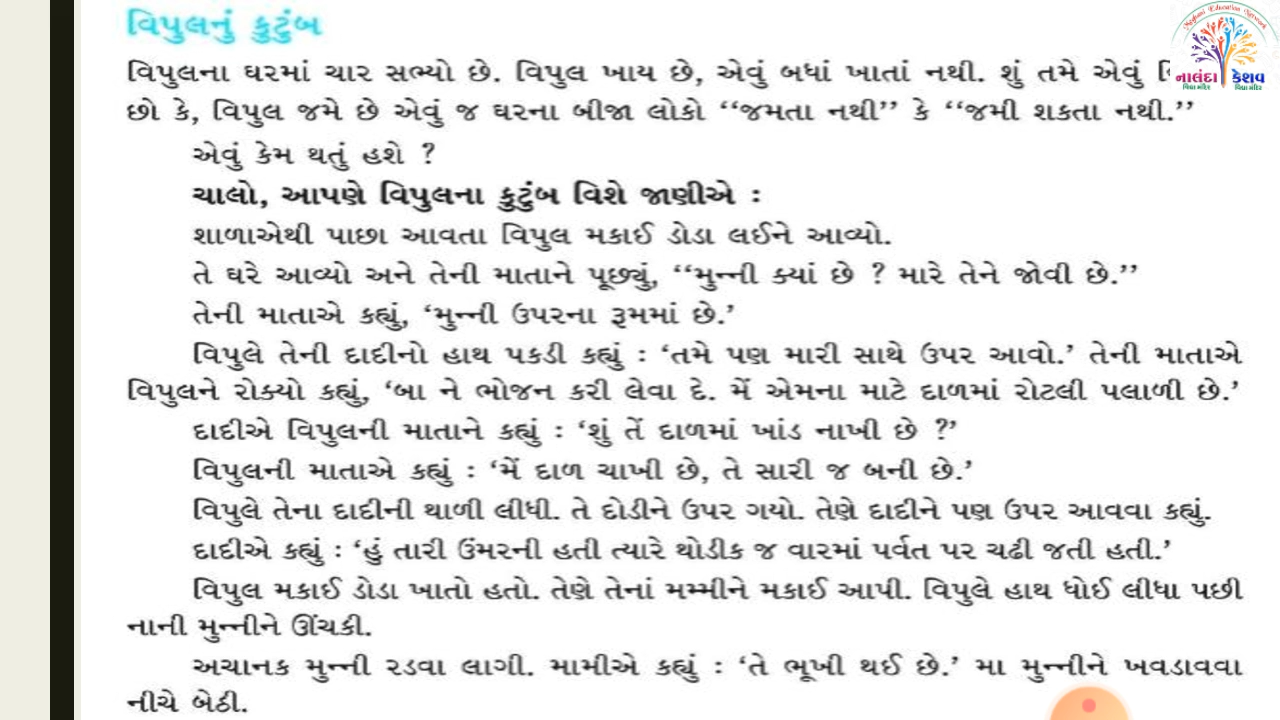 વિપુલનું કુટુંબ
Meghani Education Network
વિપુલના ઘરમાં ચાર સભ્યો છે. વિપુલ ખાય છે, એવું બધાં ખાતાં નથી. શું તમે એવું
છો કે, વિપુલ જમે છે એવું જ ઘરના બીજા લોકો ‘‘જમતા નથી’’ કે ‘‘જમી શકતા નથી.’’
નાલંદા કેશવ
વિદ્યા મંદિર વિદ્યા મંદિર
એવું કેમ થતું હશે ?
ચાલો, આપણે વિપુલના કુટુંબ વિશે જાણીએ :
શાળાએથી પાછા આવતા વિપુલ મકાઈ ડોડા લઈને આવ્યો.
તે ઘરે આવ્યો અને તેની માતાને પૂછ્યું, ‘‘મુન્ની ક્યાં છે ? મારે તેને જોવી છે.’’
તેની માતાએ કહ્યું, ‘મુન્ની ઉપરના રૂમમાં છે.’
વિપુલે તેની દાદીનો હાથ પકડી કહ્યું : ‘તમે પણ મારી સાથે ઉપર આવો.’ તેની માતાએ
વિપુલને રોક્યો કહ્યું, ‘બા ને ભોજન કરી લેવા દે. મેં એમના માટે દાળમાં રોટલી પલાળી છે.’
દાદીએ વિપુલની માતાને કહ્યું : ‘શું તેં દાળમાં ખાંડ નાખી છે ?’
વિપુલની માતાએ કહ્યું : ‘મેં દાળ ચાખી છે, તે સારી જ બની છે.’
વિપુલે તેના દાદીની થાળી લીધી. તે દોડીને ઉપર ગયો. તેણે દાદીને પણ ઉપર આવવા કહ્યું.
દાદીએ કહ્યું : ‘હું તારી ઉંમરની હતી ત્યારે થોડીક જ વારમાં પર્વત પર ચઢી જતી હતી.’
વિપુલ મકાઈ ડોડા ખાતો હતો. તેણે તેનાં મમ્મીને મકાઈ આપી. વિપુલે હાથ ધોઈ લીધા પછી
નાની મુન્નીને ઊંચકી.
અચાનક મુન્ની રડવા લાગી. મામીએ કહ્યું : ‘તે ભૂખી થઈ છે.’ મા મુન્નીને ખવડાવવા
નીચે બેઠી.